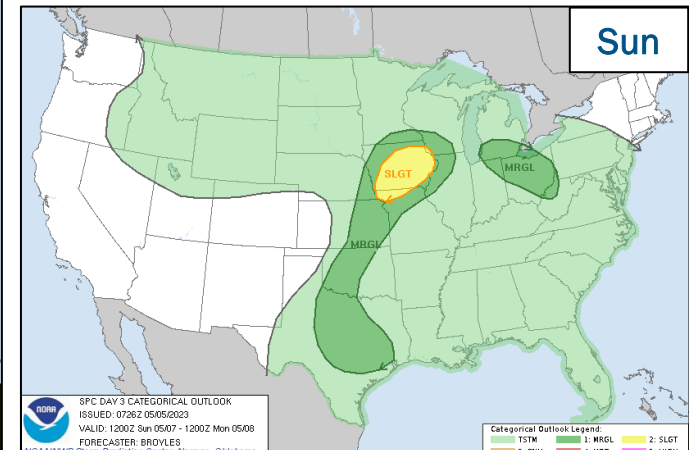 Sun
SLGT
MRGL
MRGL
NOAA
SPC DAY 3 CATEGORICAL OUTLOOK
ISSUED: 0726Z 05/05/2023
VALID: 1200Z Sun 05/07 - 1200Z Mon 05/08
FORECASTER: BROYLES
Categorical Outlook Legend:
TSTM 1: MRGL 2: SLGT